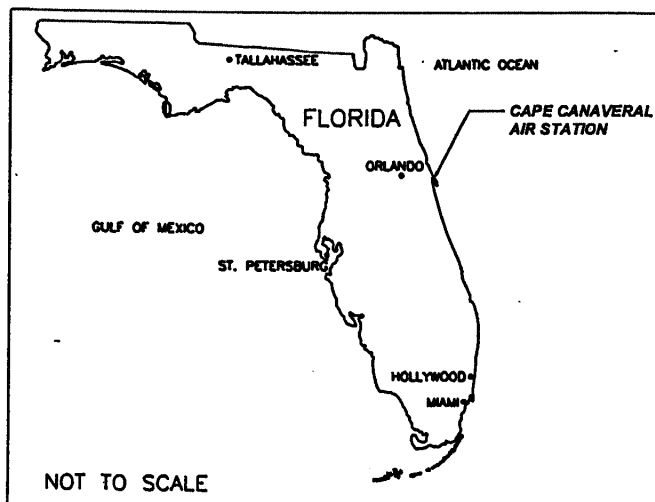 TALLAHASSEE
ATLANTIC OCEAN
FLORIDA
CAPE CANAVERAL
AIR STATION
ORLANDO
GULF OF MEXICO
ST. PETERSBURG
HOLLYWOOD
MIAMI
NOT TO SCALE